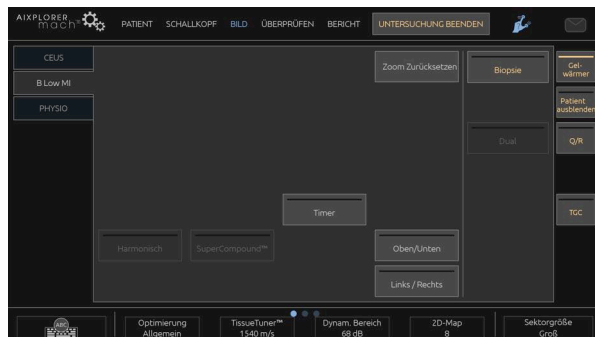 AIXPLORER
mach
PATIENT SCHALLKOPF BILD ÜBERPRÜFEN BERICHT UNTERSUCHUNG BEENDEN
CEUS
B Low MI
PHYSIO
Zoom Zurücksetzen
Biopsie
Gel-
wärmer
Patient
ausblenden
Dual
Q/R
Timer
TGC
Harmonisch
SuperCompound™
Oben/Unten
Links / Rechts
ABC
Optimierung
Allgemein
TissueTuner™
1540 m/s
Dynam. Bereich
68 dB
2D-Map
8
Sektorgröße
Groß